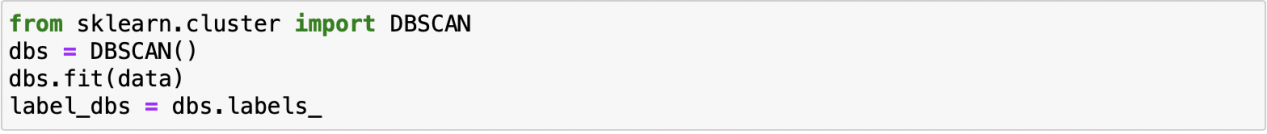 from sklearn.cluster import DBSCAN
dbs = DBSCAN()
dbs.fit(data)
label_dbs = dbs.labels_